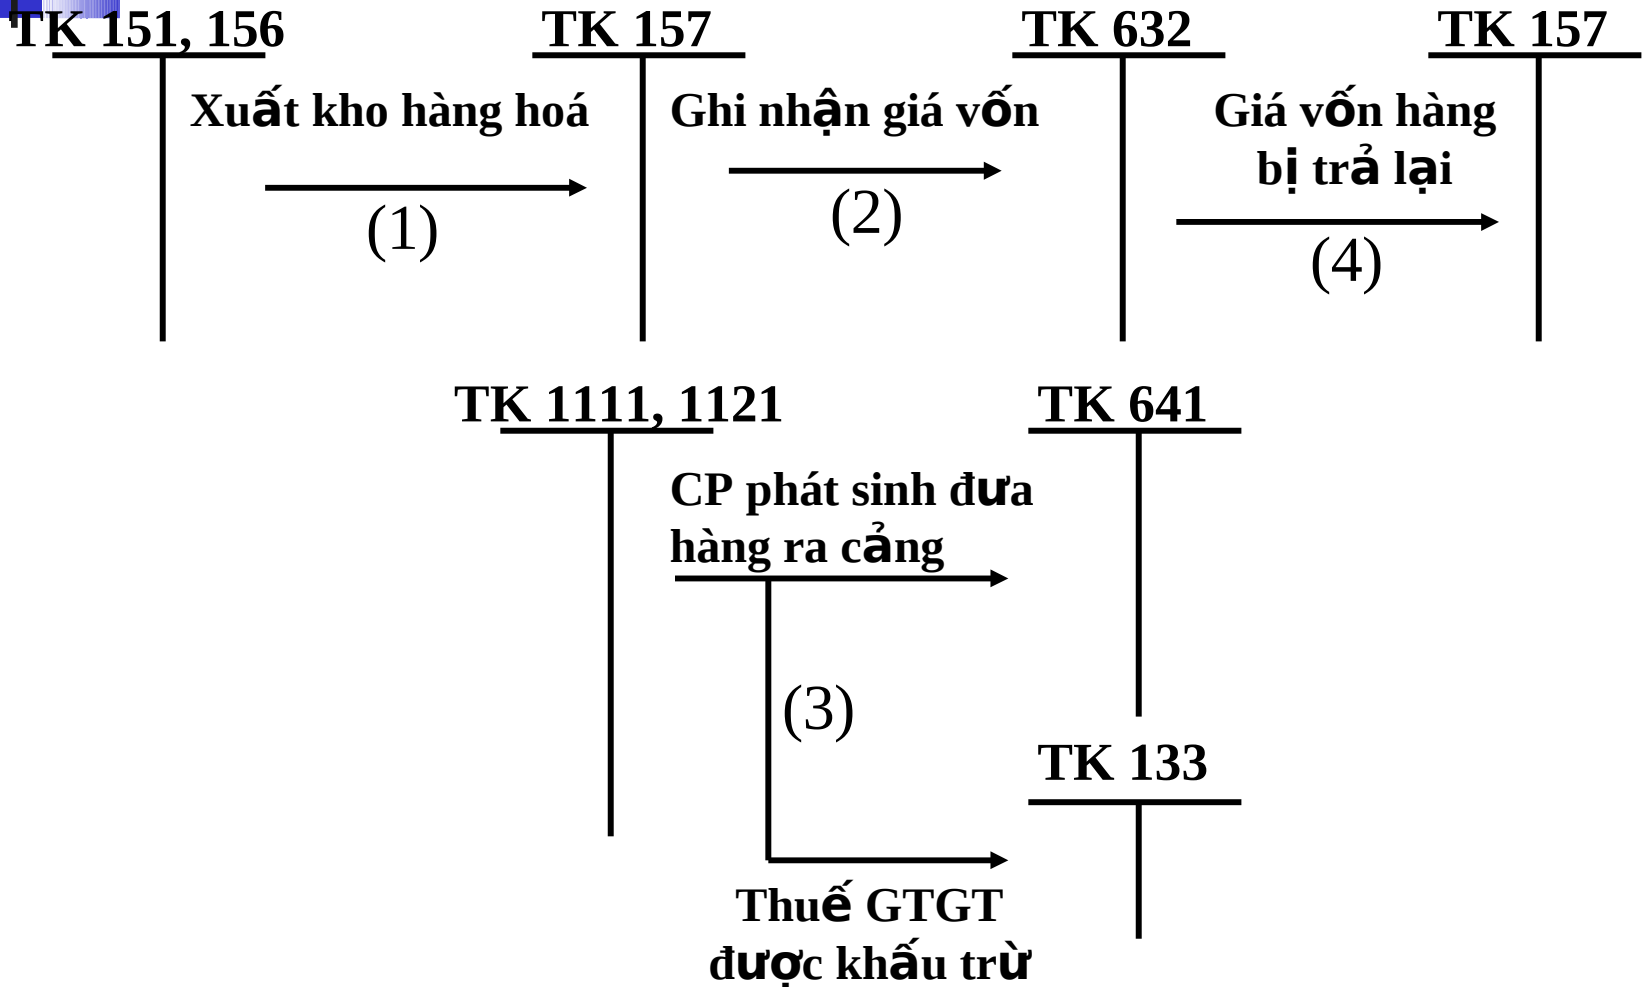 TK 151, 156
TK 157
TK 632
TK 157
Xuất kho hàng hoá
Ghi nhận giá vốn
Giá vốn hàng
bị trả lại
(1)
(2)
(4)
TK 1111, 1121
TK 641
CP phát sinh đưa
hàng ra cảng
(3)
TK 133
Thuế GTGT
được khấu trừ